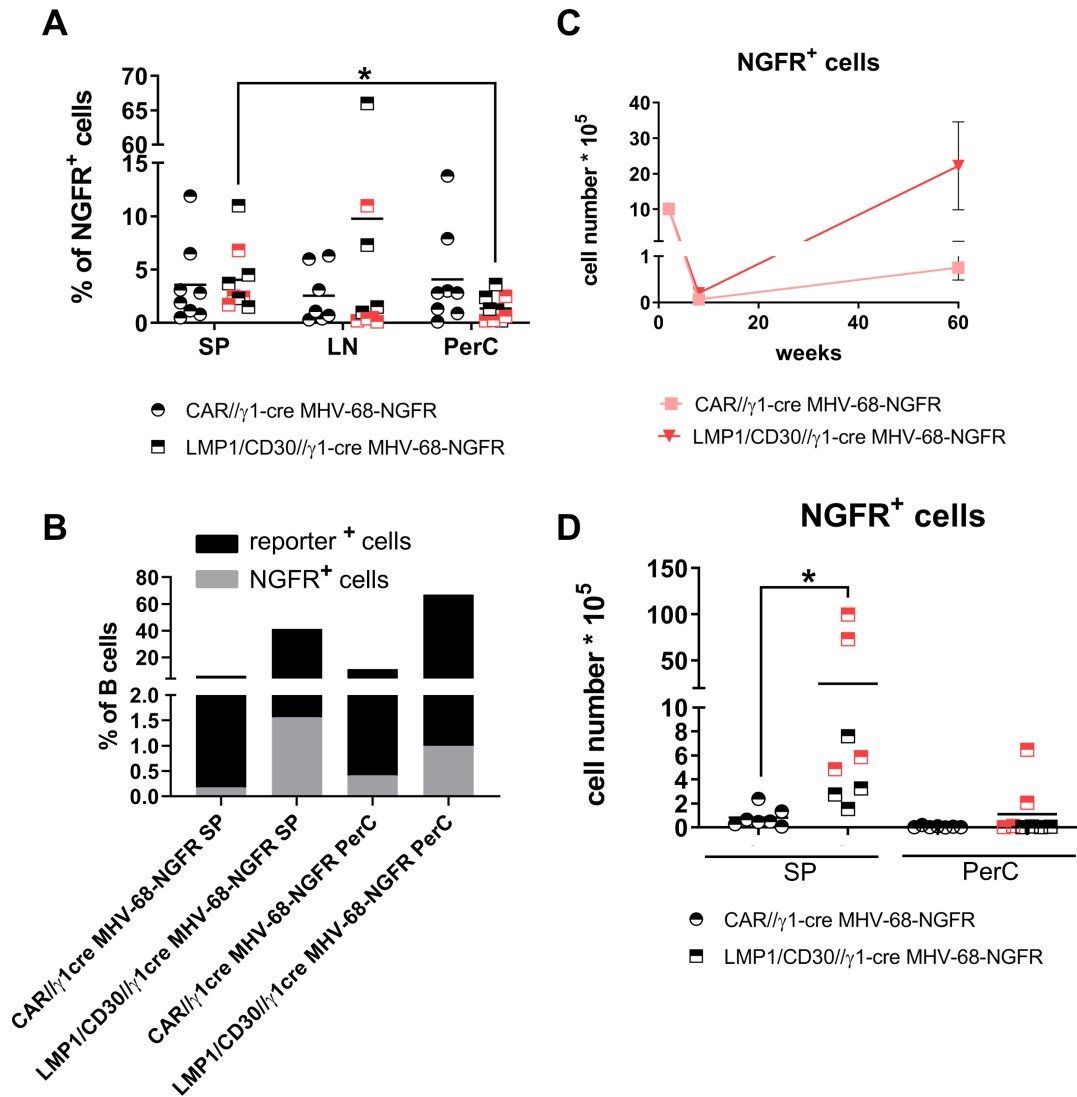 A
% of NGFR+ cells
70
65
60
15
10
5
0
*
SP LN PerC
CAR//γ1-cre MHV-68-NGFR
LMP1/CD30//γ1-cre MHV-68-NGFR
C
NGFR+ cells
cell number * 10^5
40
30
20
10
1
0
0 20 40 60
weeks
CAR//γ1-cre MHV-68-NGFR
LMP1/CD30//γ1-cre MHV-68-NGFR
B
reporter + cells
NGFR+ cells
% of B cells
80
60
40
20
2.0
1.5
1.0
0.5
0.0
CAR//γ1cre MHV-68-NGFR SP
LMP1/CD30//γ1cre MHV-68-NGFR SP
CAR//γ1cre MHV-68-NGFR PerC
LMP1/CD30//γ1cre MHV-68-NGFR PerC
D
NGFR+ cells
cell number * 10^5
150
100
50
10
8
6
4
2
0
*
SP PerC
CAR//γ1-cre MHV-68-NGFR
LMP1/CD30//γ1-cre MHV-68-NGFR